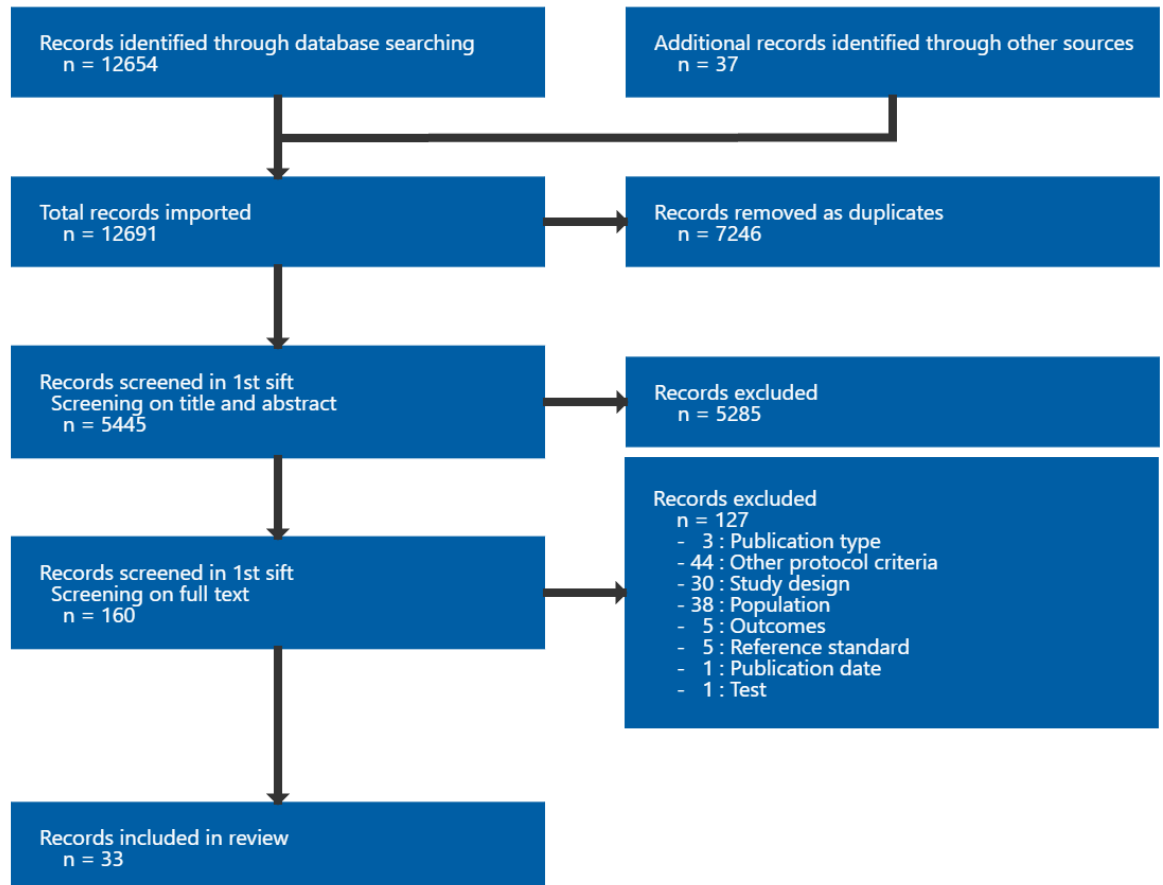 Records identified through database searching
n = 12654
Additional records identified through other sources
n = 37
Total records imported
n = 12691
Records removed as duplicates
n = 7246
Records screened in 1st sift
Screening on title and abstract
n = 5445
Records excluded
n = 5285
Records screened in 1st sift
Screening on full text
n = 160
Records excluded
n = 127
- 3 : Publication type
- 44 : Other protocol criteria
- 30 : Study design
- 38 : Population
- 5 : Outcomes
- 5 : Reference standard
- 1 : Publication date
- 1 : Test
Records included in review
n = 33